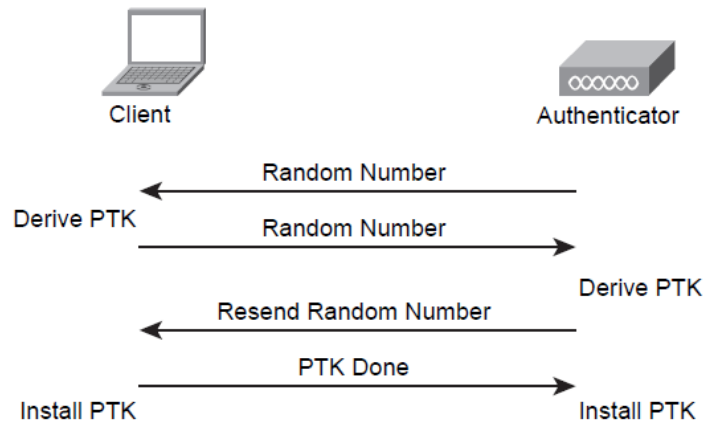 Client
Authenticator
Random Number
Derive PTK
Random Number
Derive PTK
Resend Random Number
PTK Done
Install PTK
Install PTK